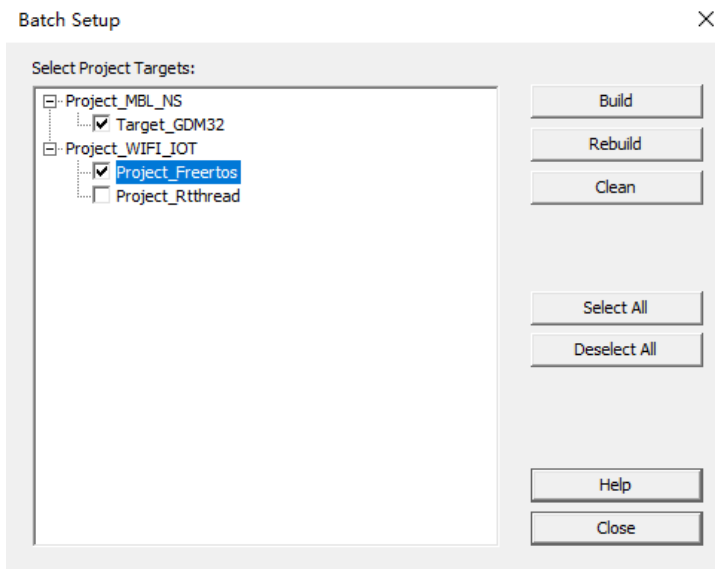 Batch Setup
Select Project Targets:
Project_MBL_NS
Target_GDM32
Project_WIFI_IOT
Project_Freertos
Project_Rtthread
Build
Rebuild
Clean
Select All
Deselect All
Help
Close